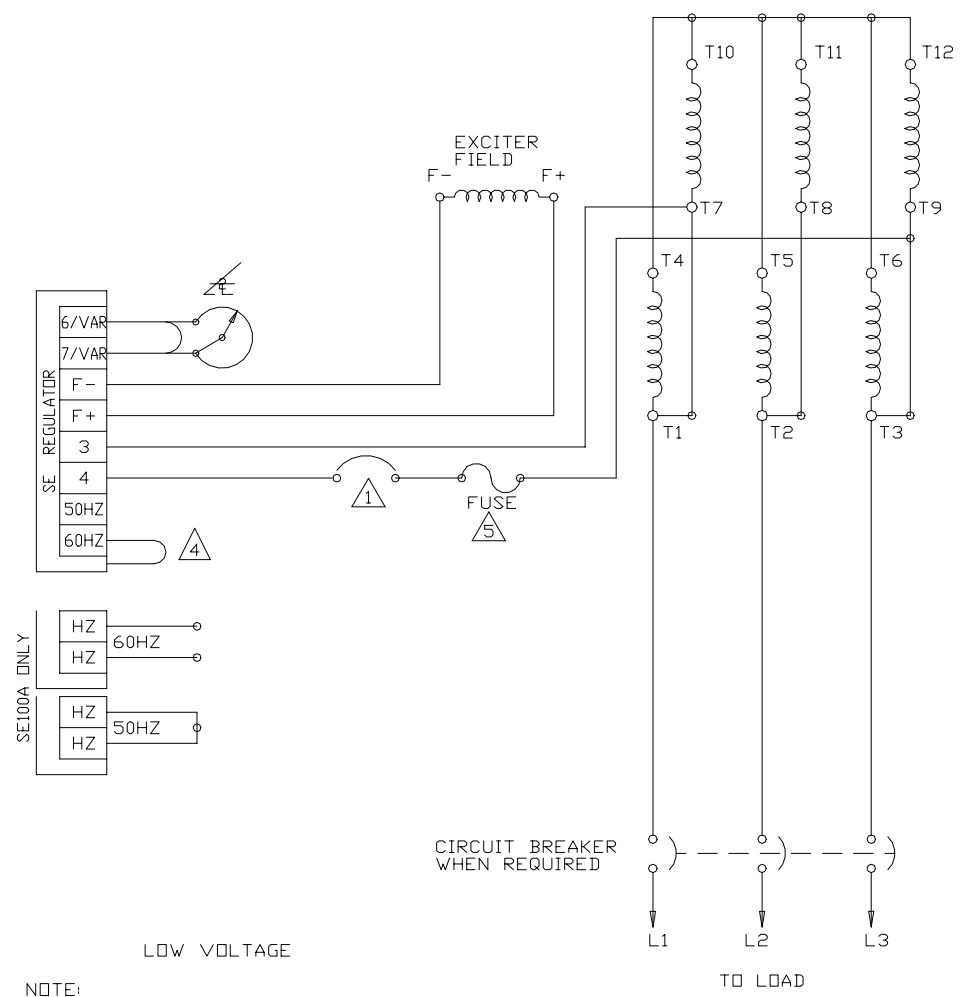 T10
T11
T12
EXCITER
FIELD
F-
F+
T7
T8
T9
T4
T5
T6
6/VAR
7/VAR
F-
F+
3
4
50HZ
60HZ
SE REGULATOR
1
FUSE
5
4
T1
T2
T3
HZ
HZ
60HZ
HZ
HZ
50HZ
SE100A ONLY
CIRCUIT BREAKER
WHEN REQUIRED
L1
L2
L3
LOW VOLTAGE
TO LOAD
NOTE: